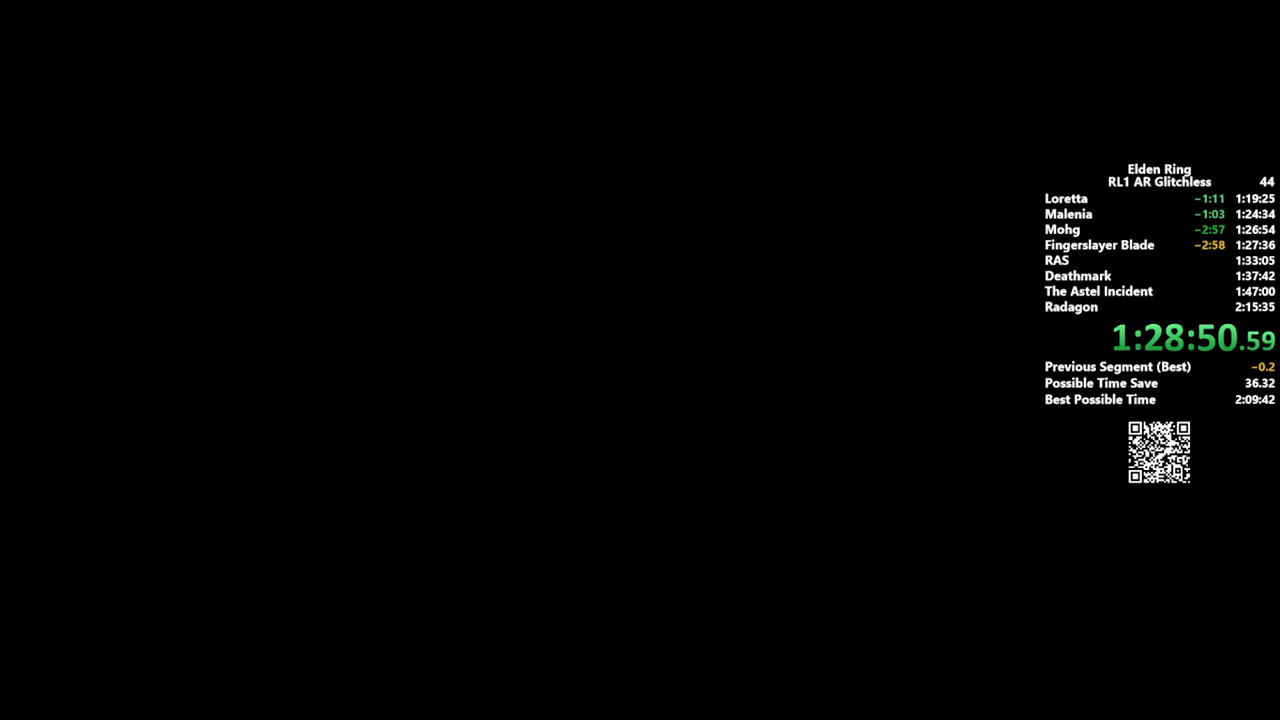 Elden Ring
RL1 AR Glitchless 44
Loretta −1:11 1:19:25
Malenia −1:03 1:24:34
Mohg −2:57 1:26:54
Fingerslayer Blade −2:58 1:27:36
RAS 1:33:05
Deathmark 1:37:42
The Astel Incident 1:47:00
Radagon 2:15:35
1:28:50.59
Previous Segment (Best) −0.2
Possible Time Save 36.32
Best Possible Time 2:09:42